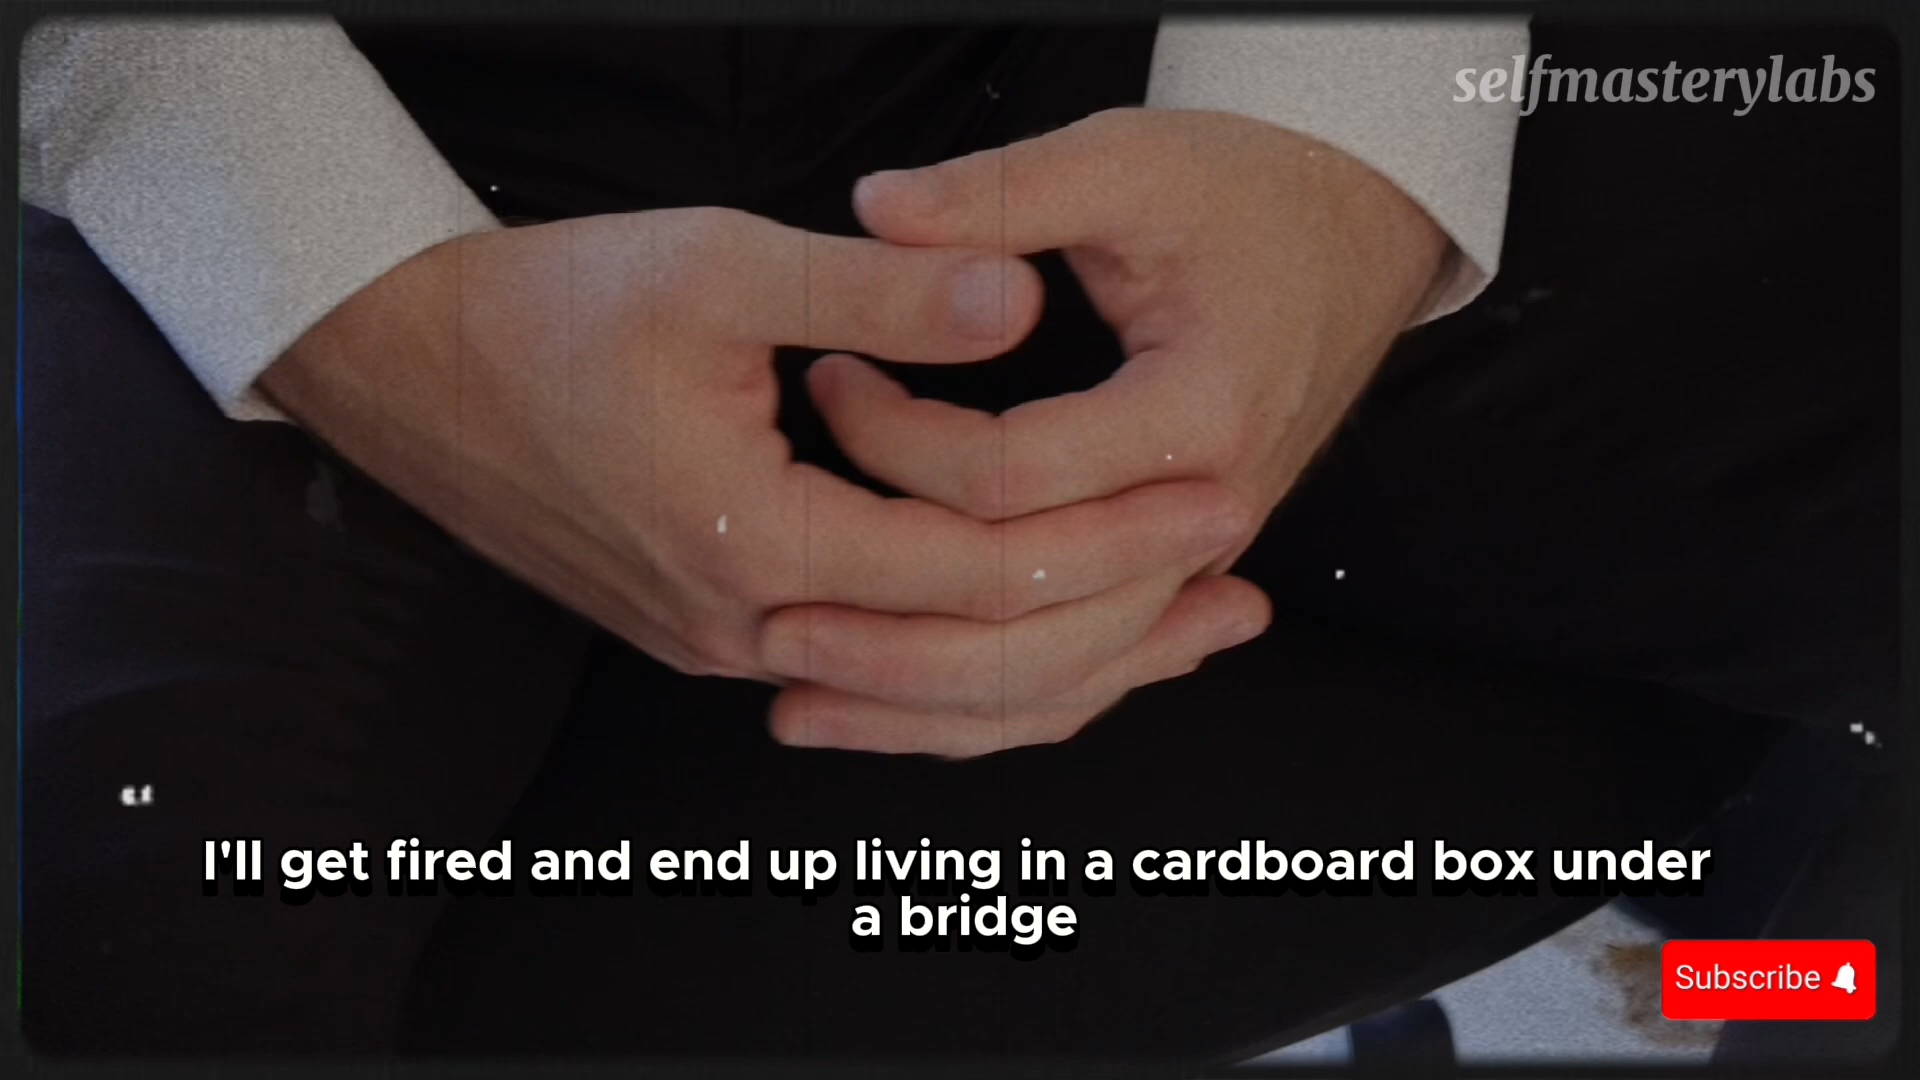 selfmasterylabs
I'll get fired and end up living in a cardboard box under
a bridge
Subscribe